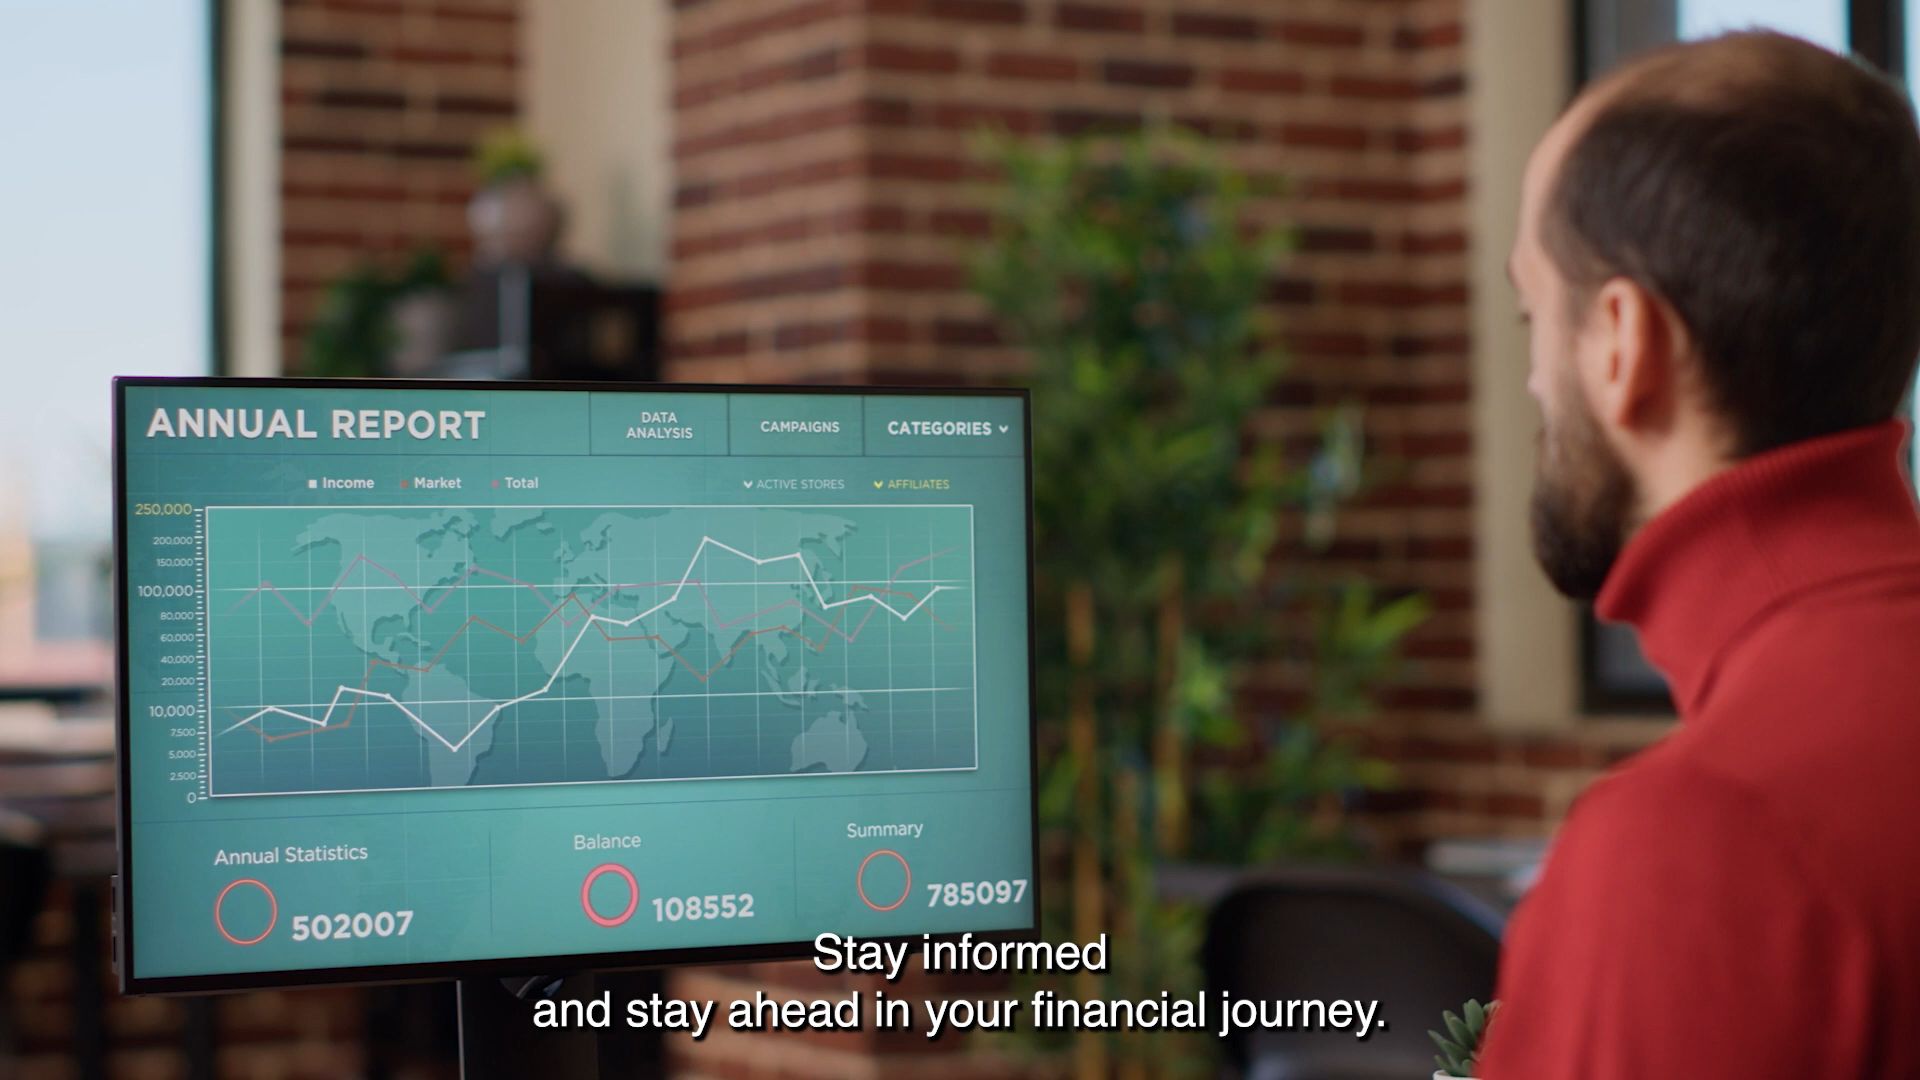 ANNUAL REPORT
DATA
ANALYSIS
CAMPAIGNS
CATEGORIES
Income
Market
Total
ACTIVE STORES
AFFILIATES
250,000
200,000
150,000
100,000
80,000
60,000
40,000
20,000
10,000
7,500
5,000
2,500
0
Annual Statistics
502007
Balance
108552
Summary
785097
Stay informed
and stay ahead in your financial journey.